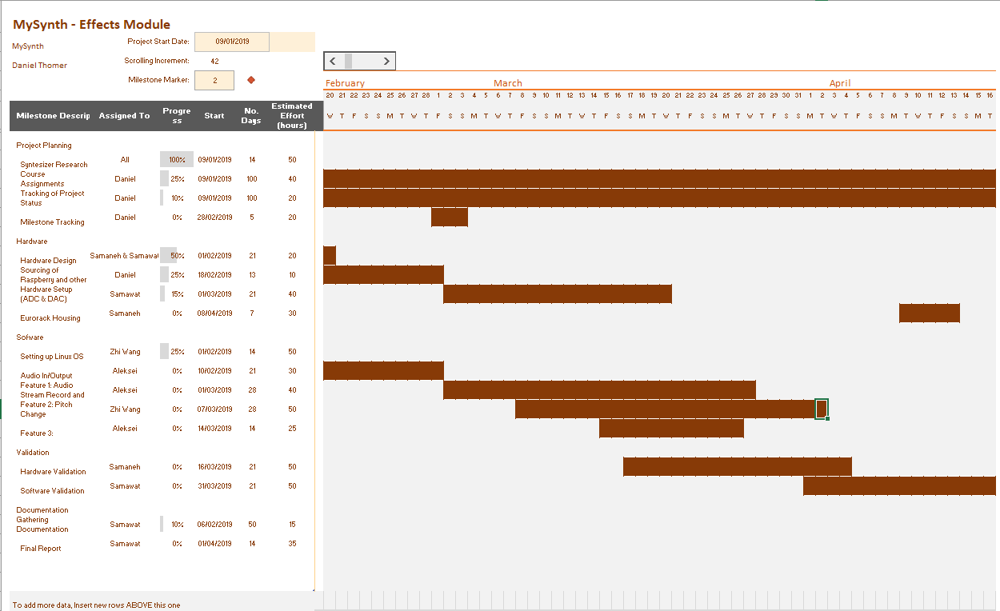 MySynth - Effects Module
Project Start Date: 09/01/2019
MySynth
Scrolling Increment: 42
Daniel Thomer
Milestone Marker: 2
February March April
20 21 22 23 24 25 26 27 28 1 2 3 4 5 6 7 8 9 10 11 12 13 14 15 16 17 18 19 20 21 22 23 24 25 26 27 28 29 30 31 1 2 3 4 5 6 7 8 9 10 11 12 13 14 15 16
W T F S S M T W T F S S M T W T F S S M T W T F S S M T W T F S S M T W T F S S M T W T F S S M T W T F S S M T
Milestone Descrip Assigned To Progre
ss Start No.
Days Estimated
Effort
(hours)
Project Planning
Syntesizer Research All 100% 09/01/2019 14 50
Course
Assignments Daniel 25% 09/01/2019 100 40
Tracking of Project
Status Daniel 10% 09/01/2019 100 20
Milestone Tracking Daniel 0% 28/02/2019 5 20
Hardware
Hardware Design Samaneh & Samawat 50% 01/02/2019 21 20
Sourcing of
Raspberry and other Daniel 25% 18/02/2019 13 10
Hardware Setup
(ADC & DAC) Samawat 15% 01/03/2019 21 40
Eurorack Housing Samaneh 0% 08/04/2019 7 30
Sofware
Setting up Linux OS Zhi Wang 25% 01/02/2019 14 50
Audio In/Output Aleksei 0% 10/02/2019 21 30
Feature 1: Audio
Stream Record and Aleksei 0% 01/03/2019 28 40
Feature 2: Pitch
Change Zhi Wang 0% 07/03/2019 28 50
Feature 3: Aleksei 0% 14/03/2019 14 25
Validation
Hardware Validation Samaneh 0% 16/03/2019 21 50
Software Validation Samawat 0% 31/03/2019 21 50
Documentation
Gathering
Documentation Samawat 10% 06/02/2019 50 15
Final Report Samawat 0% 01/04/2019 14 35
To add more data, Insert new rows ABOVE this one